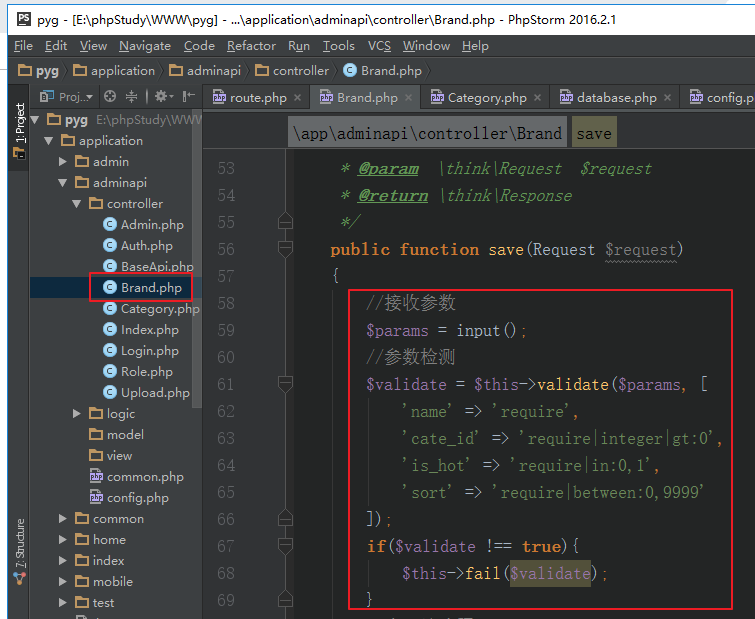 pyg - [E:\phpStudy\WWW\pyg] - ...\application\adminapi\controller\Brand.php - PhpStorm 2016.2.1
File Edit View Navigate Code Refactor Run Tools VCS Window Help
pyg application adminapi controller Brand.php
Proj... route.php Brand.php Category.php database.php config.p
1: Project
7: Structure
pyg E:\phpStudy\WWW
application
admin
adminapi
controller
Admin.php
Auth.php
BaseApi.php
Brand.php
Category.php
Index.php
Login.php
Role.php
Upload.php
logic
model
view
common.php
config.php
common
home
index
mobile
test
\app\adminapi\controller\Brand save
53 * @param \think\Request $request
54 * @return \think\Response
55 */
56 public function save(Request $request)
57 {
58 //接收参数
59 $params = input();
60 //参数检测
61 $validate = $this->validate($params, [
62 'name' => 'require',
63 'cate_id' => 'require|integer|gt:0',
64 'is_hot' => 'require|in:0,1',
65 'sort' => 'require|between:0,9999'
66 ]);
67 if($validate !== true){
68 $this->fail($validate);
69 }